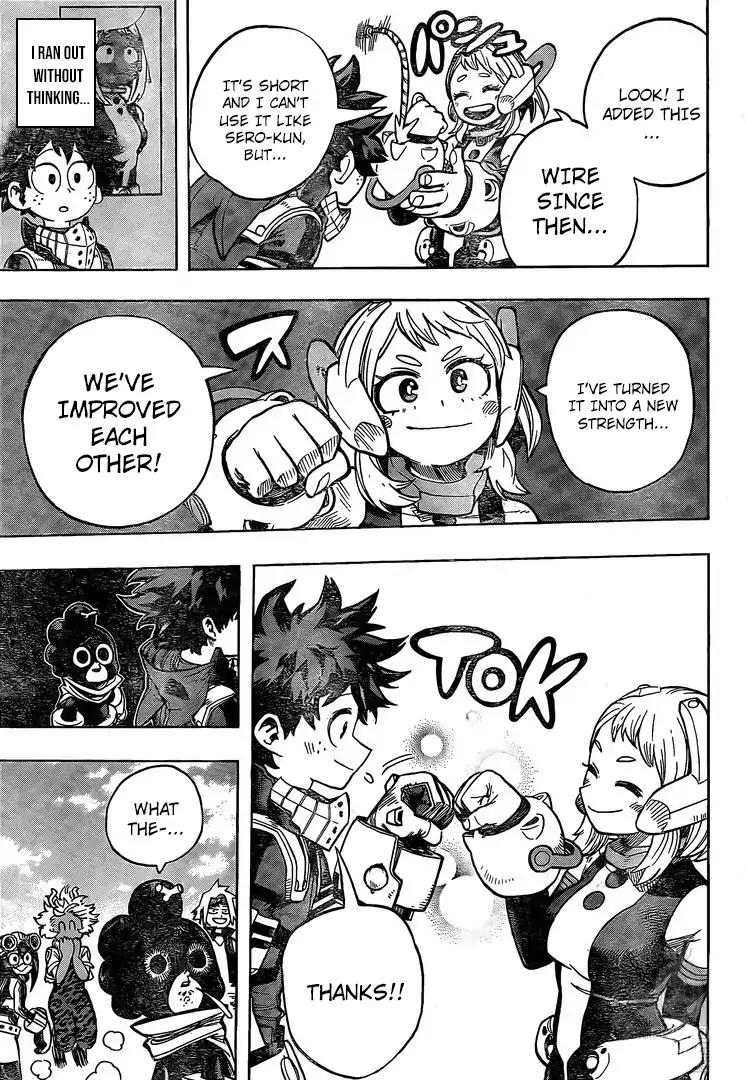 LOOK! I
ADDED THIS
...
WIRE
SINCE
THEN...
IT'S SHORT
AND I CAN'T
USE IT LIKE
SERO-KUN,
BUT...
I RAN OUT
WITHOUT
THINKING...
I'VE TURNED
IT INTO A NEW
STRENGTH...
WE'VE
IMPROVED
EACH
OTHER!
TOK
THANKS!!
WHAT
THE-...